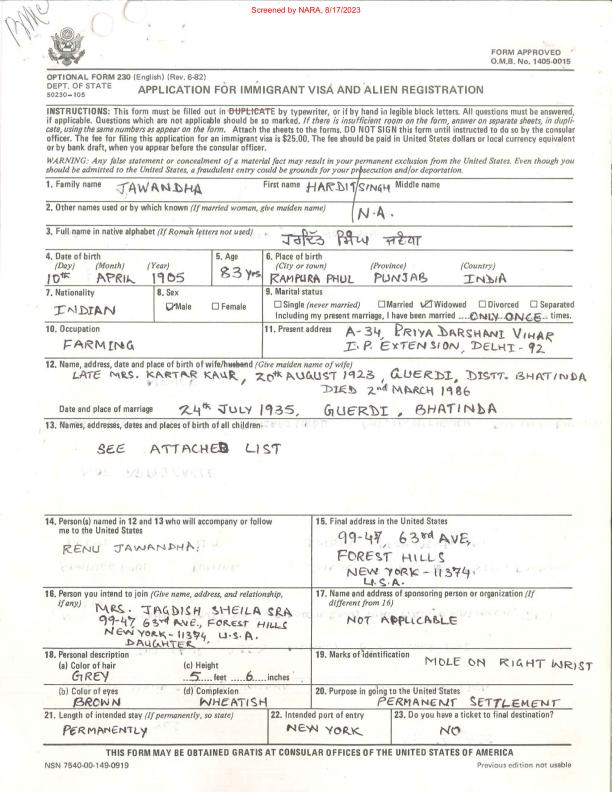 Screened by NARA, 8/17/2023
FORM APPROVED
O.M.B. No. 1405-0015
OPTIONAL FORM 230 (English) (Rev. 6-82)
DEPT. OF STATE
50230-105
APPLICATION FOR IMMIGRANT VISA AND ALIEN REGISTRATION
INSTRUCTIONS: This form must be filled out in DUPLICATE by typewriter, or if by hand in legible block letters. All questions must be answered,
if applicable. Questions which are not applicable should be so marked. If there is insufficient room on the form, answer on separate sheets, in dupli-
cate, using the same numbers as appear on the form. Attach the sheets to the forms. DO NOT SIGN this form until instructed to do so by the consular
officer. The fee for filing this application for an immigrant visa is $25.00. The fee should be paid in United States dollars or local currency equivalent
or by bank draft, when you appear before the consular officer.
WARNING: Any false statement or concealment of a material fact may result in your permanent exclusion from the United States. Even though you
should be admitted to the United States, a fraudulent entry could be grounds for your prosecution and/or deportation.
1. Family name JAWANDHA First name HARDIT SINGH Middle name
2. Other names used or by which known (If married woman, give maiden name) N.A.
3. Full name in native alphabet (If Roman letters not used) ਹਰਦਿੱਤ ਸਿੰਘ
4. Date of birth
(Day) (Month) (Year)
10th APRIL 1905
5. Age
83 yrs.
6. Place of birth
(City or town) (Province) (Country)
RAMPURA PHUL PUNJAB INDIA
7. Nationality
INDIAN
8. Sex
Male Female
9. Marital status
Single (never married) Married Widowed Divorced Separated
Including my present marriage, I have been married ....ONLY ONCE.. times.
10. Occupation
FARMING
11. Present address A-34, PRIYA DARSHANI VIHAR
I.P. EXTENSION, DELHI-92
12. Name, address, date and place of birth of wife/husband (Give maiden name of wife)
LATE MRS. KARTAR KAUR, 20th AUGUST 1923, GUERDI, DISTT. BHATINDA
DIED 2nd MARCH 1986
Date and place of marriage 24th JULY 1935, GUERDI, BHATINDA
13. Names, addresses, dates and places of birth of all children:
SEE ATTACHED LIST
14. Person(s) named in 12 and 13 who will accompany or follow
me to the United States
RENU JAWANDHA.
15. Final address in the United States
99-47, 63rd AVE,
FOREST HILLS
NEW YORK-11374.
U.S.A.
16. Person you intend to join (Give name, address, and relationship,
if any) MRS. JAGDISH SHEILA SRA
99-47, 63rd AVE., FOREST HILLS
NEW YORK-11374, U.S.A.
DAUGHTER
17. Name and address of sponsoring person or organization (If
different from 16)
NOT APPLICABLE
18. Personal description
(a) Color of hair (c) Height
GREY ...5... feet ...6... inches
(b) Color of eyes (d) Complexion
BROWN WHEATISH
19. Marks of identification
MOLE ON RIGHT WRIST
20. Purpose in going to the United States
PERMANENT SETTLEMENT
21. Length of intended stay (If permanently, so state)
PERMANENTLY
22. Intended port of entry
NEW YORK
23. Do you have a ticket to final destination?
NO
THIS FORM MAY BE OBTAINED GRATIS AT CONSULAR OFFICES OF THE UNITED STATES OF AMERICA
NSN 7540-00-149-0919
Previous edition not usable